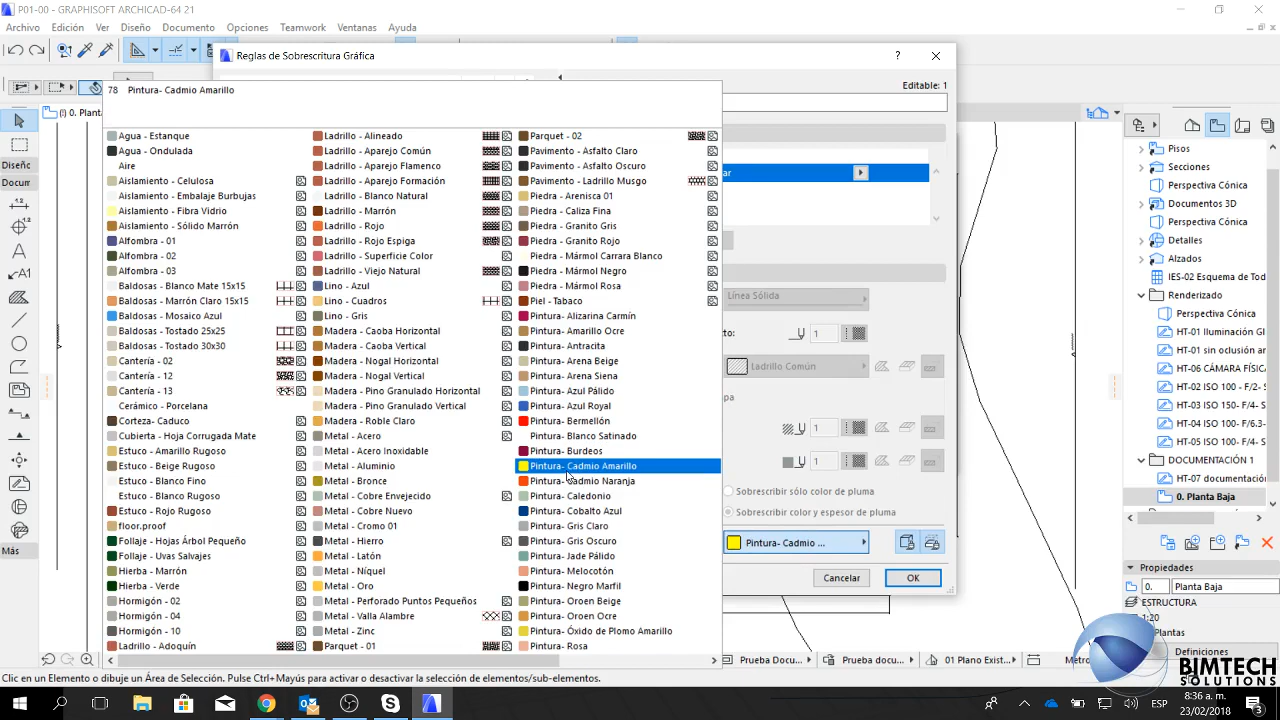 P01-00 - GRAPHISOFT ARCHICAD-64 21
Archivo Edición Ver Diseño Documento Opciones Teamwork Ventanas Ayuda
Reglas de Sobrescritura Gráfica
?
Editable: 1
78 Pintura- Cadmio Amarillo
(!) 0. Planta
Diseño
Docum
Más
Agua - Estanque
Agua - Ondulada
Aire
Aislamiento - Celulosa
Aislamiento - Embalaje Burbujas
Aislamiento - Fibra Vidrio
Aislamiento - Sólido Marrón
Alfombra - 01
Alfombra - 02
Alfombra - 03
Baldosas - Blanco Mate 15x15
Baldosas - Marrón Claro 15x15
Baldosas - Mosaico Azul
Baldosas - Tostado 25x25
Baldosas - Tostado 30x30
Cantería - 02
Cantería - 12
Cantería - 13
Cerámico - Porcelana
Corteza- Caduco
Cubierta - Hoja Corrugada Mate
Estuco - Amarillo Rugoso
Estuco - Beige Rugoso
Estuco - Blanco Fino
Estuco - Blanco Rugoso
Estuco - Rojo Rugoso
floor.proof
Follaje - Hojas Árbol Pequeño
Follaje - Uvas Salvajes
Hierba - Marrón
Hierba - Verde
Hormigón - 02
Hormigón - 04
Hormigón - 10
Ladrillo - Adoquín
Ladrillo - Alineado
Ladrillo - Aparejo Común
Ladrillo - Aparejo Flamenco
Ladrillo - Aparejo Formación
Ladrillo - Blanco Natural
Ladrillo - Marrón
Ladrillo - Rojo
Ladrillo - Rojo Espiga
Ladrillo - Superficie Color
Ladrillo - Viejo Natural
Lino - Azul
Lino - Cuadros
Lino - Gris
Madera - Caoba Horizontal
Madera - Caoba Vertical
Madera - Nogal Horizontal
Madera - Nogal Vertical
Madera - Pino Granulado Horizontal
Madera - Pino Granulado Vertical
Madera - Roble Claro
Metal - Acero
Metal - Acero Inoxidable
Metal - Aluminio
Metal - Bronce
Metal - Cobre Envejecido
Metal - Cobre Nuevo
Metal - Cromo 01
Metal - Hierro
Metal - Latón
Metal - Níquel
Metal - Oro
Metal - Perforado Puntos Pequeños
Metal - Valla Alambre
Metal - Zinc
Parquet - 01
Parquet - 02
Pavimento - Asfalto Claro
Pavimento - Asfalto Oscuro
Pavimento - Ladrillo Musgo
Piedra - Arenisca 01
Piedra - Caliza Fina
Piedra - Granito Gris
Piedra - Granito Rojo
Piedra - Mármol Carrara Blanco
Piedra - Mármol Negro
Piedra - Mármol Rosa
Piel - Tabaco
Pintura- Alizarina Carmín
Pintura- Amarillo Ocre
Pintura- Antracita
Pintura- Arena Beige
Pintura- Arena Siena
Pintura- Azul Pálido
Pintura- Azul Royal
Pintura- Bermellón
Pintura- Blanco Satinado
Pintura- Burdeos
Pintura- Cadmio Amarillo
Pintura- Cadmio Naranja
Pintura- Caledonio
Pintura- Cobalto Azul
Pintura- Gris Claro
Pintura- Gris Oscuro
Pintura- Jade Pálido
Pintura- Melocotón
Pintura- Negro Marfil
Pintura- Oroen Beige
Pintura- Oroen Ocre
Pintura- Óxido de Plomo Amarillo
Pintura- Rosa
ar
Línea Sólida
to: 1
Ladrillo Común
pa
1
1
Sobrescribir sólo color de pluma
Sobrescribir color y espesor de pluma
Pintura- Cadmio ...
Cancelar OK
Pisos
Secciones
Perspectiva Cónica
Documentos 3D
Perspectiva Cónica
Detalles
Alzados
IES-02 Esquema de Tod
Renderizado
Perspectiva Cónica
HT-01 Iluminación Gl
HT-01 sin oclusión ar
HT-06 CÁMARA FÍSICA
HT-02 ISO 100 - F/2- S
HT-03 ISO 150 - F/4- S
HT-04 ISO 100 - F/6.3-
HT-05 ISO 100 - F/4 -
DOCUMENTACIÓN 1
HT-07 documentación
0. Planta Baja
Propiedades
0. Planta Baja
ESTRUCTURA
1:20
Plantas
Definiciones
Prueba Docu... Prueba docu... 01 Plano Exist... Metro
Clic en un Elemento o dibuje un Área de Selección. Pulse Ctrl+Mayús para activar o desactivar la selección de elementos/sub-elementos.
BIMTECH
SOLUTIONS
ESP
8:36 a. m.
23/02/2018
3